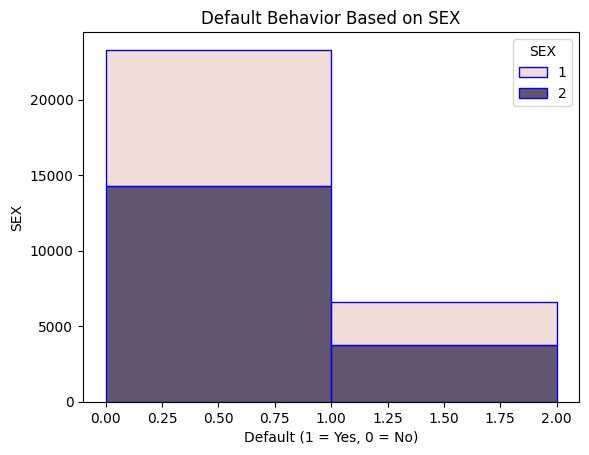 Default Behavior Based on SEX
SEX
1
2
20000
15000
10000
5000
0
SEX
0.00 0.25 0.50 0.75 1.00 1.25 1.50 1.75 2.00
Default (1 = Yes, 0 = No)